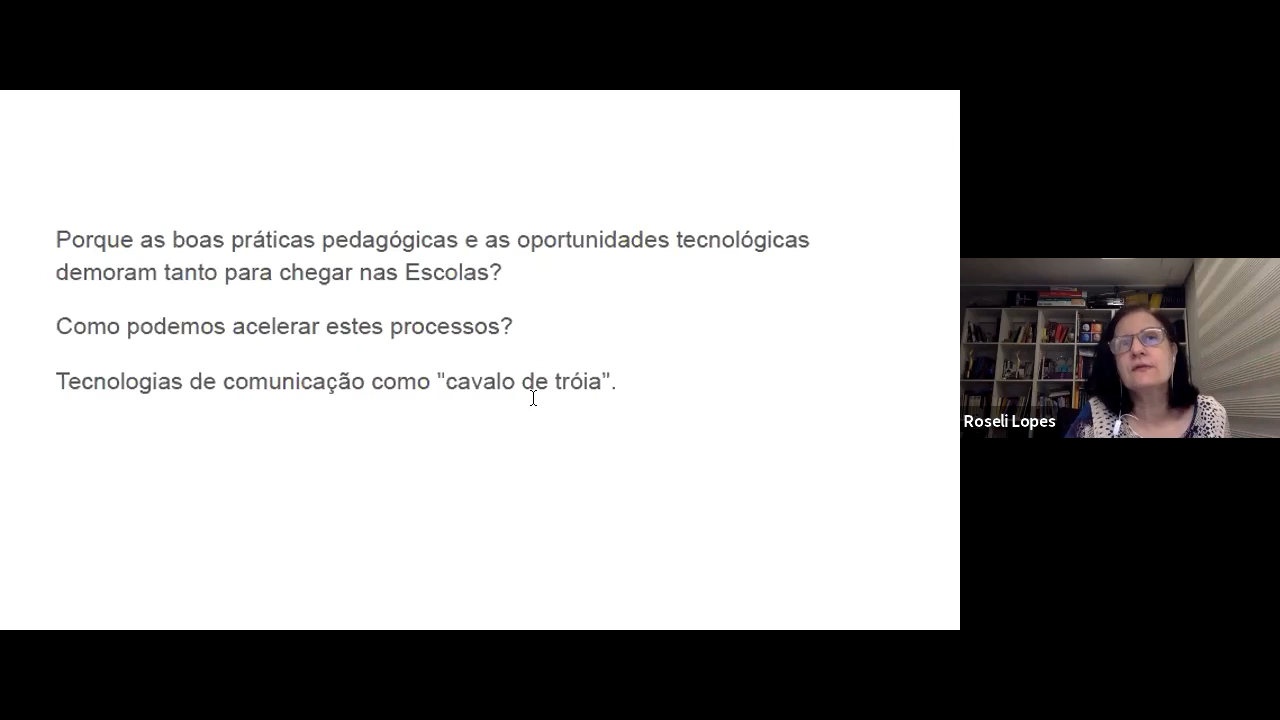 Porque as boas práticas pedagógicas e as oportunidades tecnológicas
demoram tanto para chegar nas Escolas?
Como podemos acelerar estes processos?
Tecnologias de comunicação como "cavalo de tróia".
Roseli Lopes